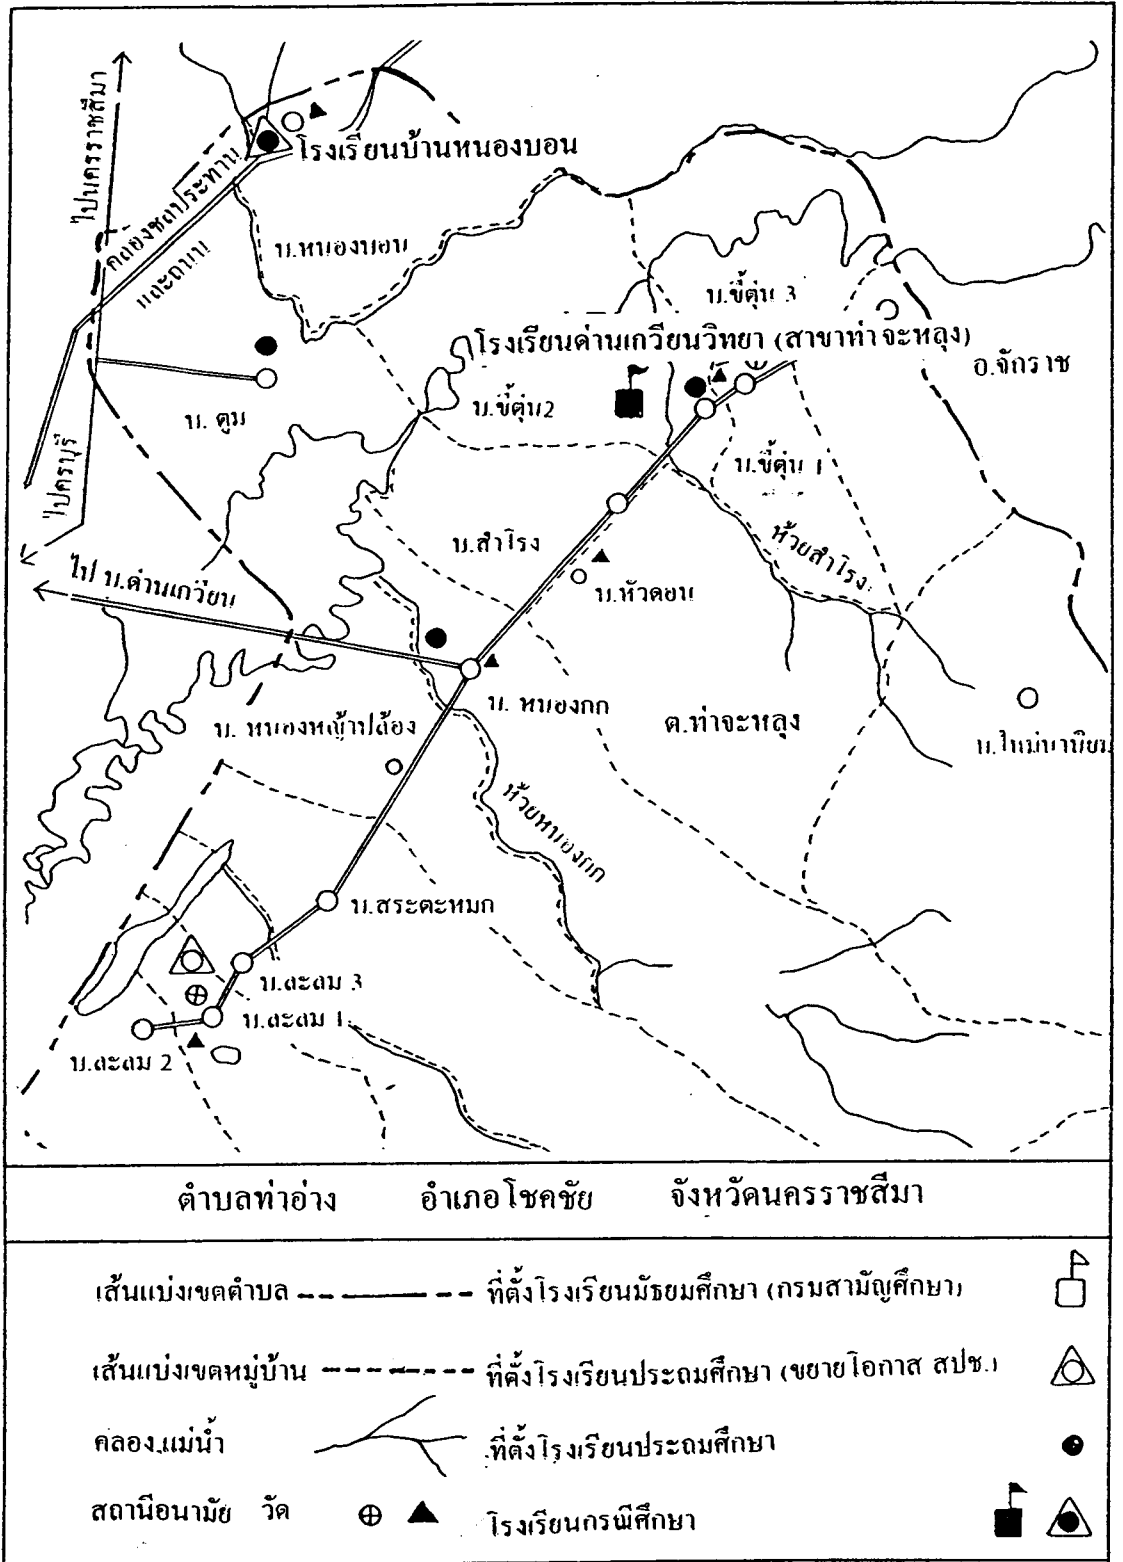 ไปนครราชสีมา
คลองชลประทาน
และถนน
โรงเรียนบ้านหนองบอน
บ.หนองบอน
บ.ขี้ตุ่น 3
โรงเรียนด่านเกวียนวิทยา (สาขาท่าจะหลุง)
อ.จักราช
บ.ขี้ตุ่น2
บ. ตูม
ไปครบุรี
บ.ขี้ตุ่น 1
บ.สำโรง
ห้วยสำโรง
ไป บ.ด่านเกวียน
บ.หัวดอน
บ. หนองกก
บ. หนองหญ้าปล้อง
ต.ท่าจะหลุง
บ.ใหม่นานิยม
ห้วยหนองกก
บ.สระตะหมก
บ.ละลม 3
บ.ละลม 1
บ.ละลม 2
ตำบลท่าอ่าง อำเภอโชคชัย จังหวัดนครราชสีมา
เส้นแบ่งเขตตำบล ที่ตั้งโรงเรียนมัธยมศึกษา (กรมสามัญศึกษา)
เส้นแบ่งเขตหมู่บ้าน ที่ตั้งโรงเรียนประถมศึกษา (ขยายโอกาส สปช.)
คลอง,แม่น้ำ ที่ตั้งโรงเรียนประถมศึกษา
สถานีอนามัย วัด โรงเรียนกรณีศึกษา